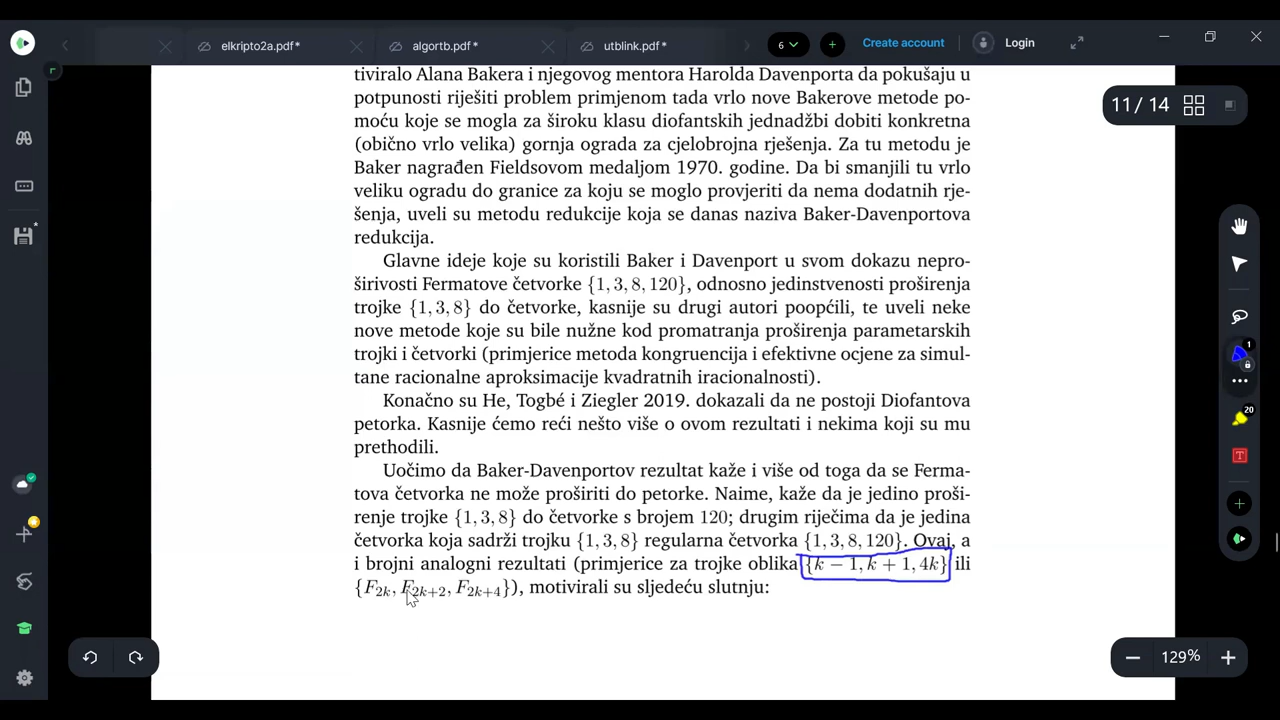 elkripto2a.pdf*
algortb.pdf*
utblink.pdf*
6
Create account
Login
11 / 14
tiviralo Alana Bakera i njegovog mentora Harolda Davenporta da pokušaju u
potpunosti riješiti problem primjenom tada vrlo nove Bakerove metode po-
moću koje se mogla za široku klasu diofantskih jednadžbi dobiti konkretna
(obično vrlo velika) gornja ograda za cjelobrojna rješenja. Za tu metodu je
Baker nagrađen Fieldsovom medaljom 1970. godine. Da bi smanjili tu vrlo
veliku ogradu do granice za koju se moglo provjeriti da nema dodatnih rje-
šenja, uveli su metodu redukcije koja se danas naziva Baker-Davenportova
redukcija.
Glavne ideje koje su koristili Baker i Davenport u svom dokazu nepro-
širivosti Fermatove četvorke {1, 3, 8, 120}, odnosno jedinstvenosti proširenja
trojke {1, 3, 8} do četvorke, kasnije su drugi autori poopćili, te uveli neke
nove metode koje su bile nužne kod promatranja proširenja parametarskih
trojki i četvorki (primjerice metoda kongruencija i efektivne ocjene za simul-
tane racionalne aproksimacije kvadratnih iracionalnosti).
Konačno su He, Togbé i Ziegler 2019. dokazali da ne postoji Diofantova
petorka. Kasnije ćemo reći nešto više o ovom rezultati i nekima koji su mu
prethodili.
Uočimo da Baker-Davenportov rezultat kaže i više od toga da se Ferma-
tova četvorka ne može proširiti do petorke. Naime, kaže da je jedino proši-
renje trojke {1, 3, 8} do četvorke s brojem 120; drugim riječima da je jedina
četvorka koja sadrži trojku {1, 3, 8} regularna četvorka {1, 3, 8, 120}. Ovaj, a
i brojni analogni rezultati (primjerice za trojke oblika {k − 1, k + 1, 4k} ili
{F₂ₖ, F₂ₖ₊₂, F₂ₖ₊₄}), motivirali su sljedeću slutnju:
1
20
T
129%